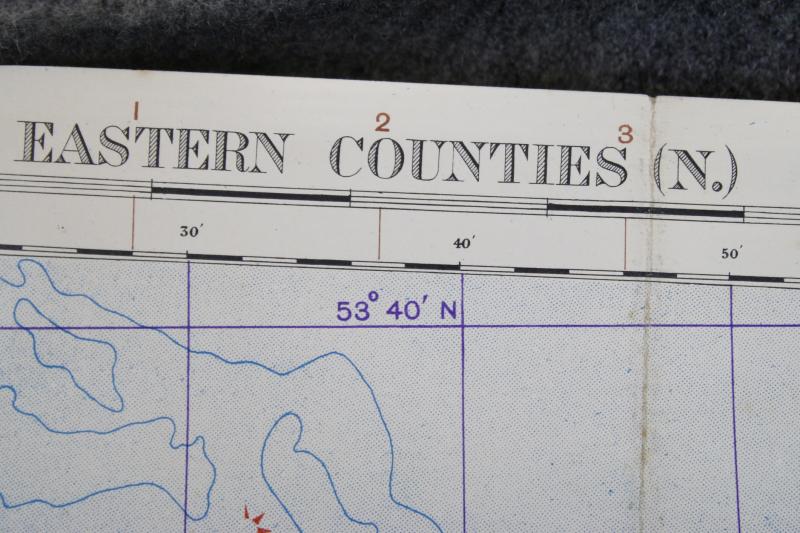 1 2 3
EASTERN COUNTIES (N.)
30′ 40′ 50′
53° 40′ N